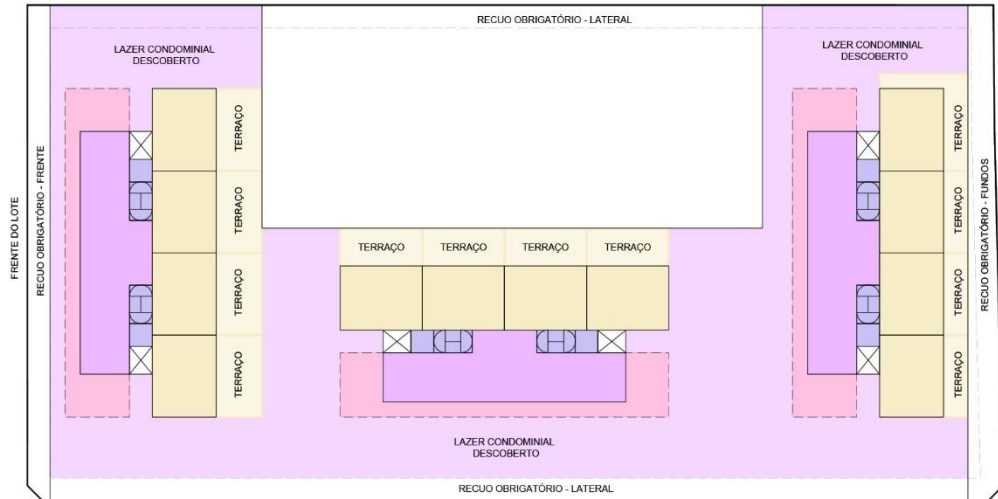 RECUO OBRIGATÓRIO - LATERAL
LAZER CONDOMINIAL
DESCOBERTO
LAZER CONDOMINIAL
DESCOBERTO
FRENTE DO LOTE
RECUO OBRIGATÓRIO - FRENTE
TERRAÇO
TERRAÇO
TERRAÇO
TERRAÇO
TERRAÇO
TERRAÇO
TERRAÇO
TERRAÇO
TERRAÇO
TERRAÇO
TERRAÇO
TERRAÇO
RECUO OBRIGATÓRIO - FUNDOS
LAZER CONDOMINIAL
DESCOBERTO
RECUO OBRIGATÓRIO - LATERAL